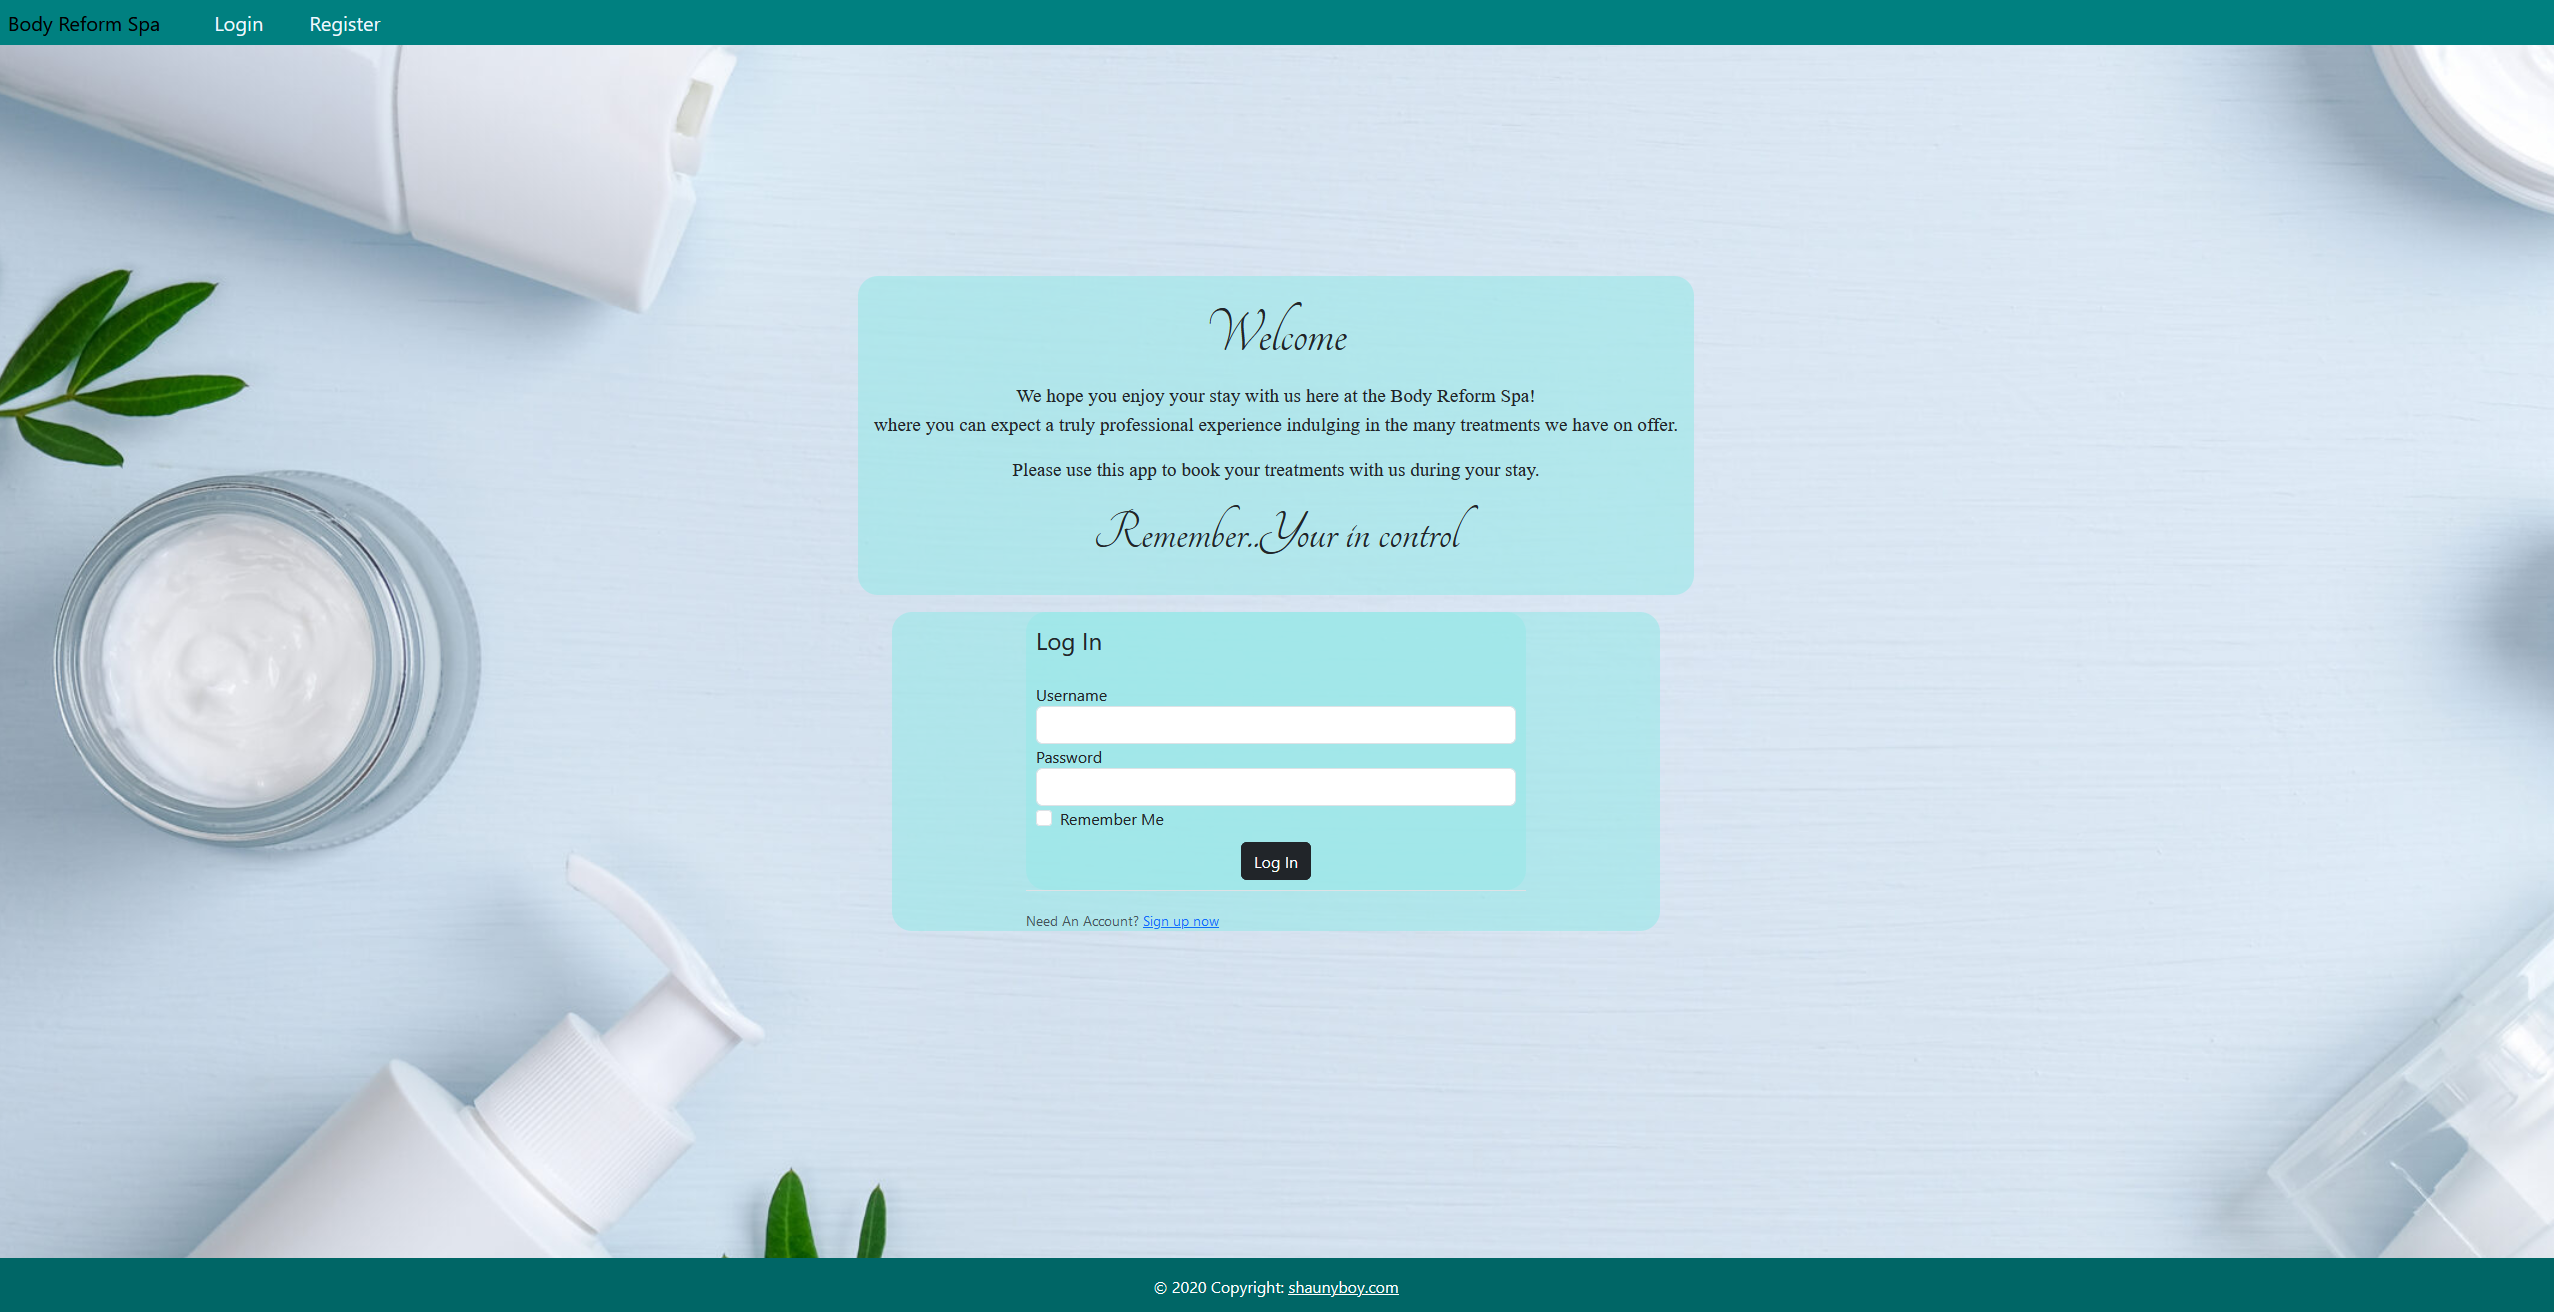 Body Reform Spa Login Register
Welcome
We hope you enjoy your stay with us here at the Body Reform Spa!
where you can expect a truly professional experience indulging in the many treatments we have on offer.
Please use this app to book your treatments with us during your stay.
Remember..Your in control
Log In
Username
Password
Remember Me
Log In
Need An Account? Sign up now
© 2020 Copyright: shaunyboy.com